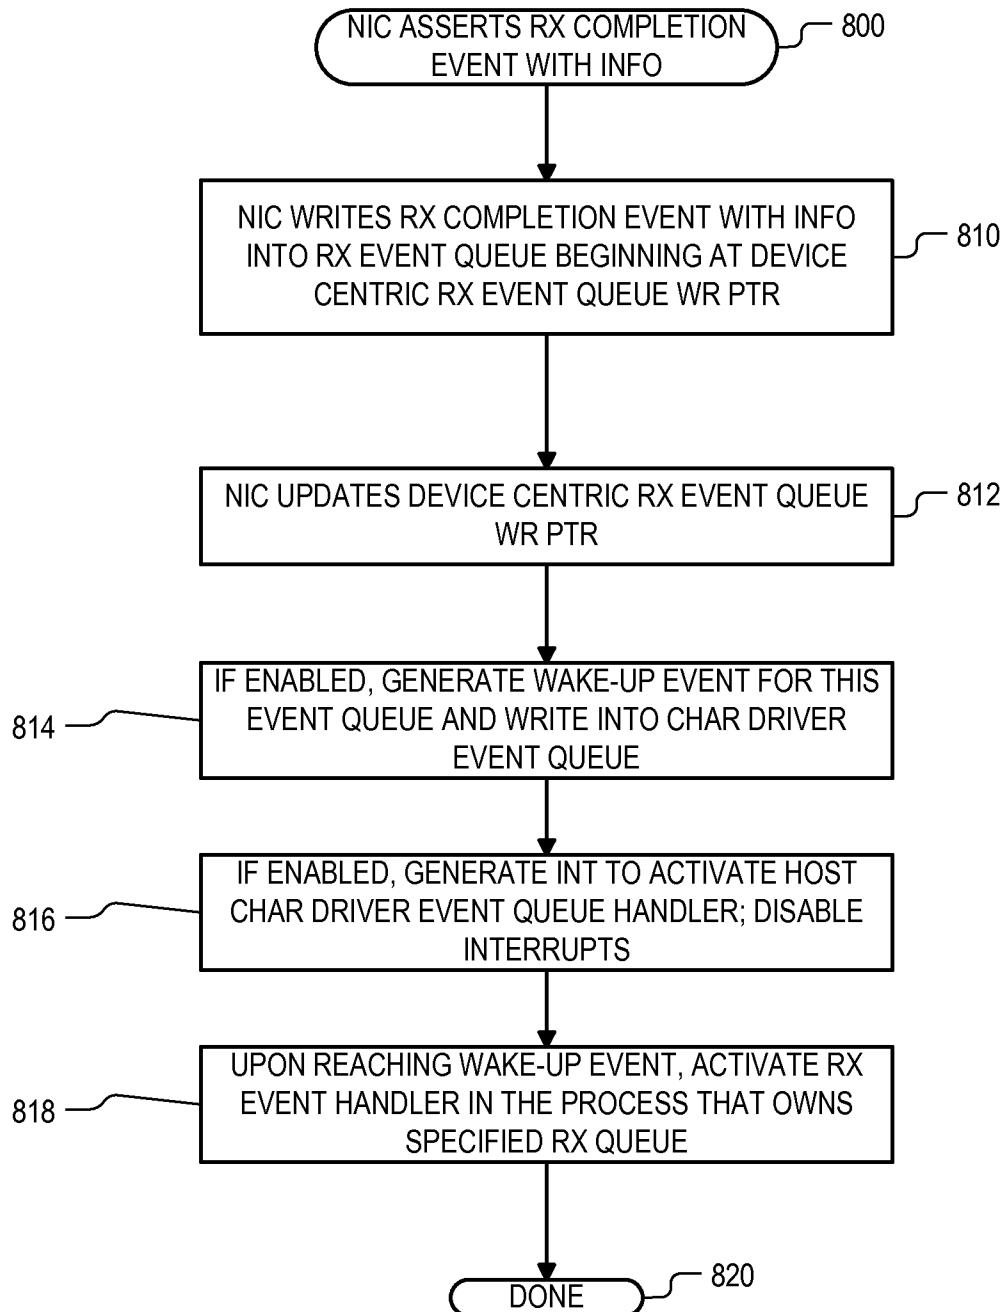 NIC ASSERTS RX COMPLETION
EVENT WITH INFO
800
NIC WRITES RX COMPLETION EVENT WITH INFO
INTO RX EVENT QUEUE BEGINNING AT DEVICE
CENTRIC RX EVENT QUEUE WR PTR
810
NIC UPDATES DEVICE CENTRIC RX EVENT QUEUE
WR PTR
812
IF ENABLED, GENERATE WAKE-UP EVENT FOR THIS
EVENT QUEUE AND WRITE INTO CHAR DRIVER
EVENT QUEUE
814
IF ENABLED, GENERATE INT TO ACTIVATE HOST
CHAR DRIVER EVENT QUEUE HANDLER; DISABLE
INTERRUPTS
816
UPON REACHING WAKE-UP EVENT, ACTIVATE RX
EVENT HANDLER IN THE PROCESS THAT OWNS
SPECIFIED RX QUEUE
818
DONE
820